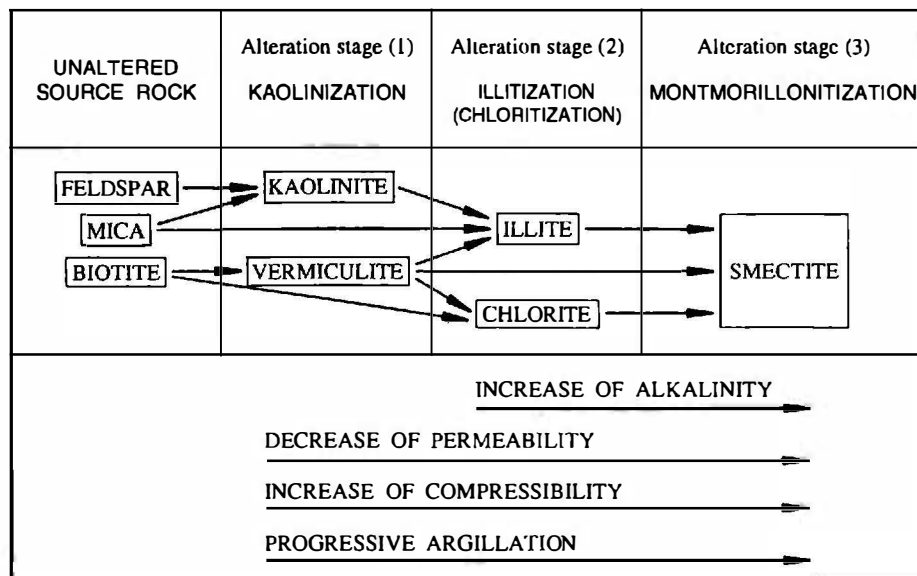 UNALTERED
SOURCE ROCK
Alteration stage (1)
KAOLINIZATION
Alteration stage (2)
ILLITIZATION
(CHLORITIZATION)
Alteration stage (3)
MONTMORILLONITIZATION
FELDSPAR
KAOLINITE
MICA
ILLITE
BIOTITE
VERMICULITE
SMECTITE
CHLORITE
INCREASE OF ALKALINITY
DECREASE OF PERMEABILITY
INCREASE OF COMPRESSIBILITY
PROGRESSIVE ARGILLATION